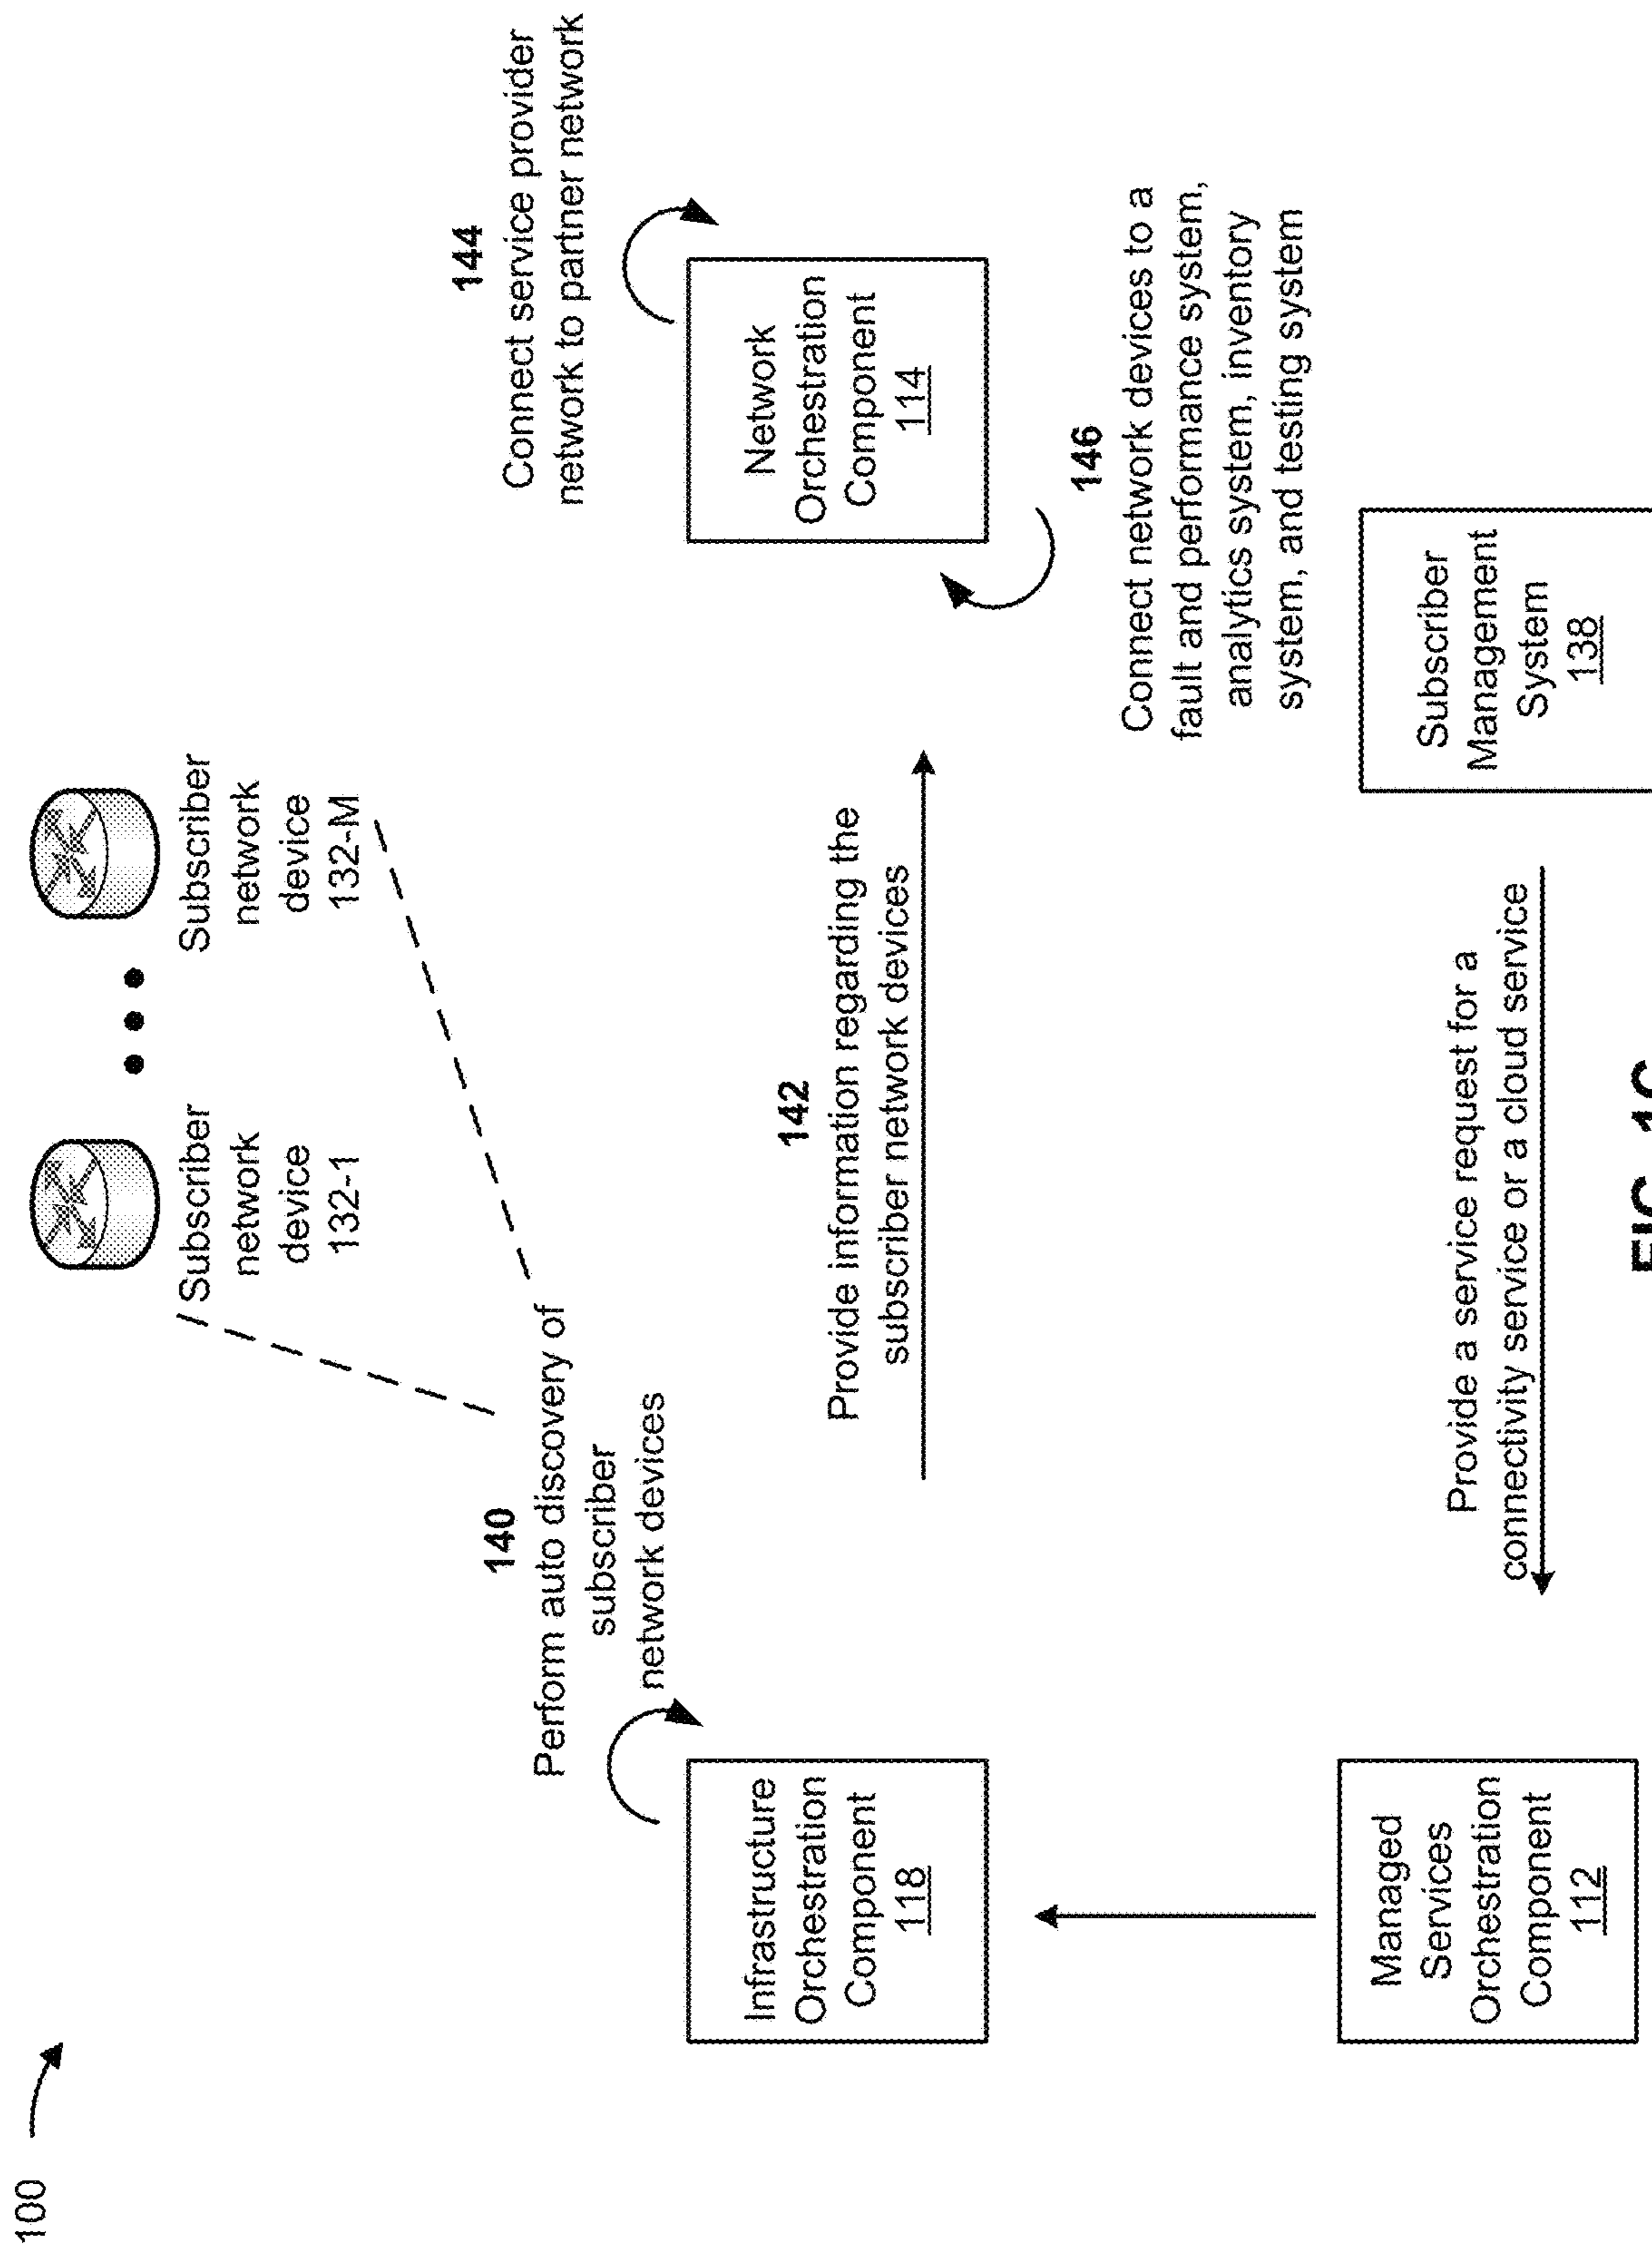 100
Subscriber
network
device
132-1
Subscriber
network
device
132-M
140
Perform auto discovery of
subscriber
network devices
144
Connect service provider
network to partner network
Infrastructure
Orchestration
Component
118
142
Provide information regarding the
subscriber network devices
Network
Orchestration
Component
114
146
Connect network devices to a
fault and performance system,
analytics system, inventory
system, and testing system
Managed
Services
Orchestration
Component
112
Provide a service request for a
connectivity service or a cloud service
Subscriber
Management
System
138
FIG. 1C